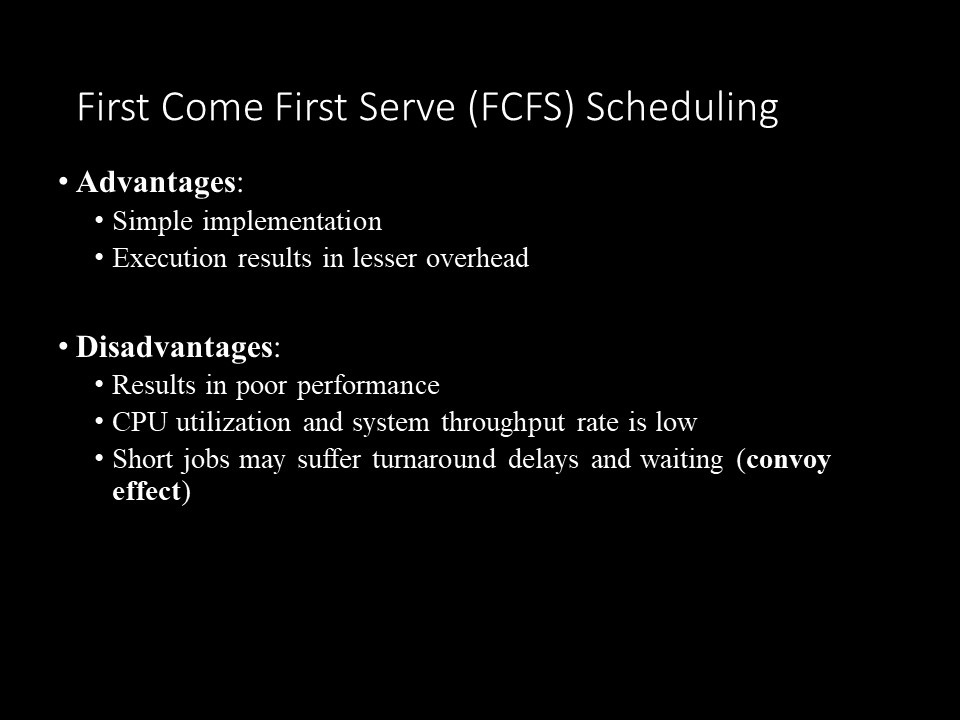 First Come First Serve (FCFS) Scheduling
• Advantages:
• Simple implementation
• Execution results in lesser overhead
• Disadvantages:
• Results in poor performance
• CPU utilization and system throughput rate is low
• Short jobs may suffer turnaround delays and waiting (convoy
effect)